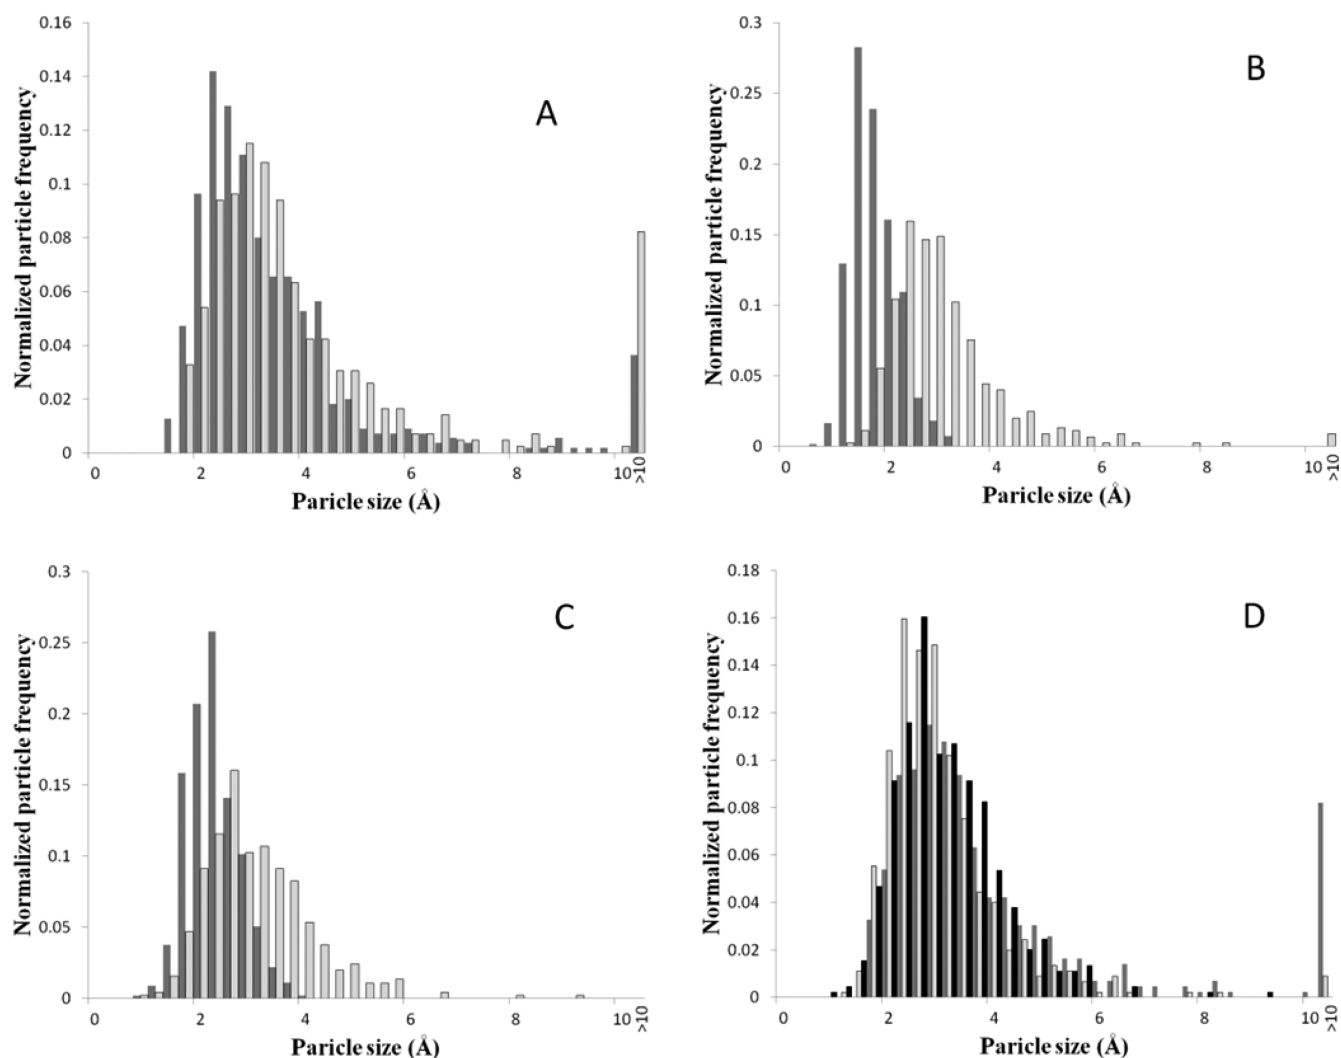 A
Normalized particle frequency
0.16
0.14
0.12
0.1
0.08
0.06
0.04
0.02
0
0 2 4 6 8 10 >10
Paricle size (Å)
B
Normalized particle frequency
0.3
0.25
0.2
0.15
0.1
0.05
0
0 2 4 6 8 10 >10
Paricle size (Å)
C
Normalized particle frequency
0.3
0.25
0.2
0.15
0.1
0.05
0
0 2 4 6 8 10 >10
Paricle size (Å)
D
Normalized particle frequency
0.18
0.16
0.14
0.12
0.1
0.08
0.06
0.04
0.02
0
0 2 4 6 8 10 >10
Paricle size (Å)